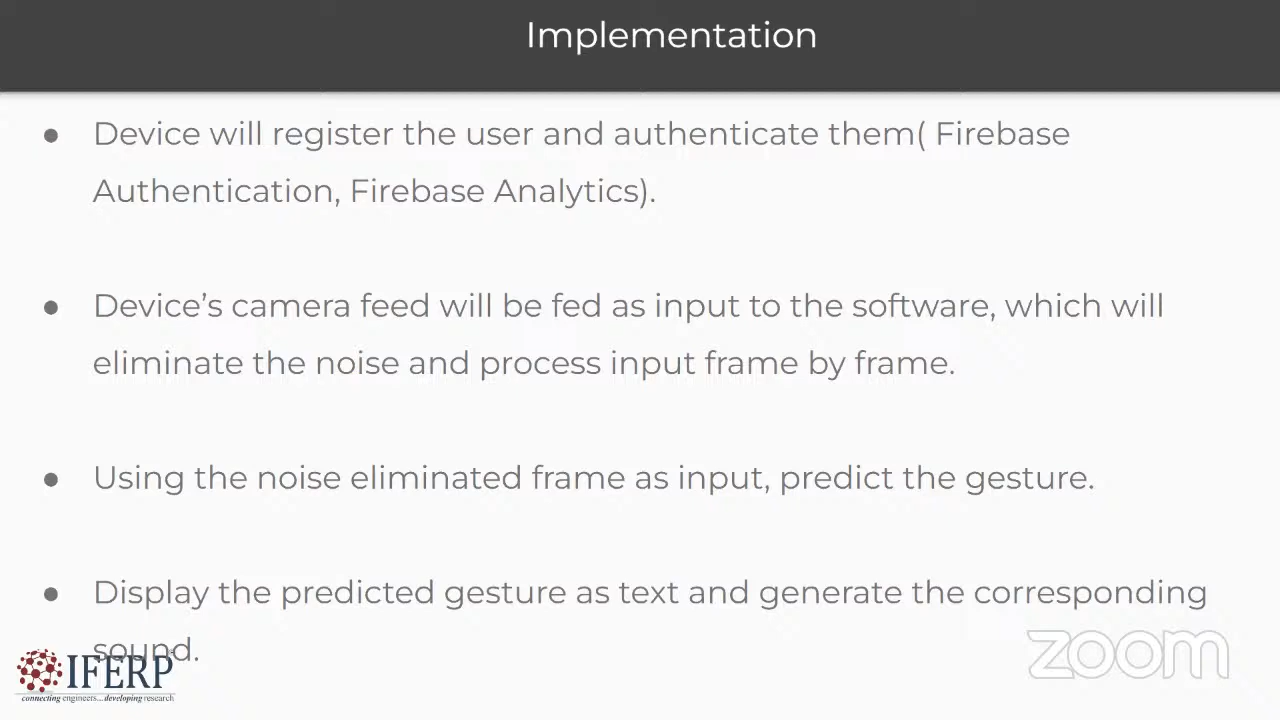 Implementation
● Device will register the user and authenticate them( Firebase
Authentication, Firebase Analytics).
● Device’s camera feed will be fed as input to the software, which will
eliminate the noise and process input frame by frame.
● Using the noise eliminated frame as input, predict the gesture.
● Display the predicted gesture as text and generate the corresponding
sound.
IFERP
connecting engineers...developing research
zoom